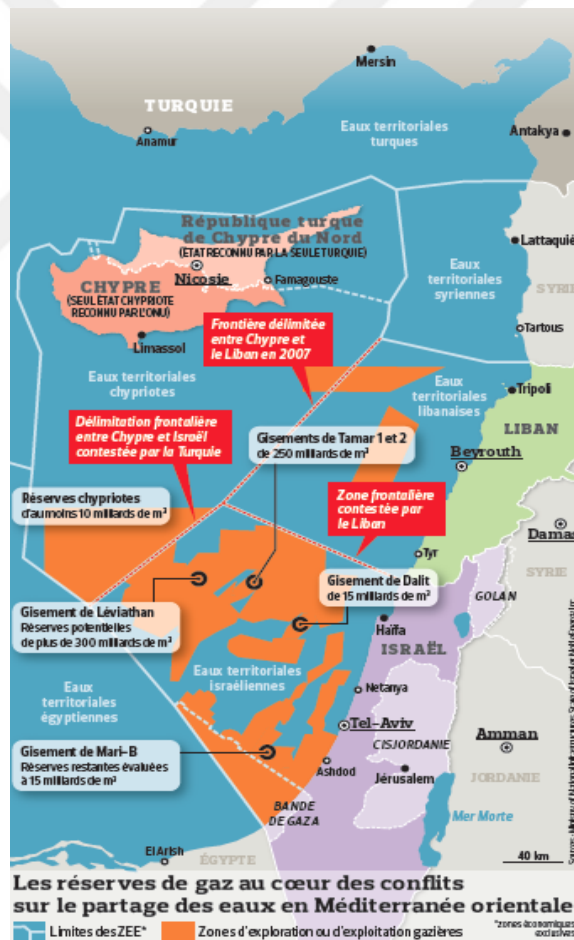 Mersin
TURQUIE
Anamur
Eaux territoriales
turques
Antakya
République turque
de Chypre du Nord
(ÉTAT RECONNU PAR LA SEULE TURQUIE)
Nicosie
Famagouste
CHYPRE
(SEUL ÉTAT CHYPRIOTE
RECONNU PAR L'ONU)
Limassol
Lattaquié
Eaux
territoriales
syriennes
SYRIE
Tartous
Frontière délimitée
entre Chypre et
le Liban en 2007
Eaux territoriales
chypriotes
Eaux
territoriales
libanaises
Tripoli
LIBAN
Beyrouth
Délimitation frontalière
entre Chypre et Israël
contestée par la Turquie
Gisements de Tamar 1 et 2
de 250 milliards de m³
Réserves chypriotes
d'au moins 10 milliards de m³
Zone frontalière
contestée par
le Liban
Damas
Tyr
SYRIE
GOLAN
Gisement de Dalit
de 15 milliards de m³
Gisement de Léviathan
Réserves potentielles
de plus de 300 milliards de m³
Haïfa
ISRAËL
Eaux territoriales
israéliennes
Eaux
territoriales
égyptiennes
Netanya
Tel-Aviv
CISJORDANIE
Amman
Gisement de Mari-B
Réserves restantes évaluées
à 15 milliards de m³
Ashdod
Jérusalem
JORDANIE
BANDE
DE GAZA
Mer Morte
El Arish
ÉGYPTE
40 km
Les réserves de gaz au cœur des conflits
sur le partage des eaux en Méditerranée orientale
Limites des ZEE*
Zones d'exploration ou d'exploitation gazières
*zones économiques
exclusives